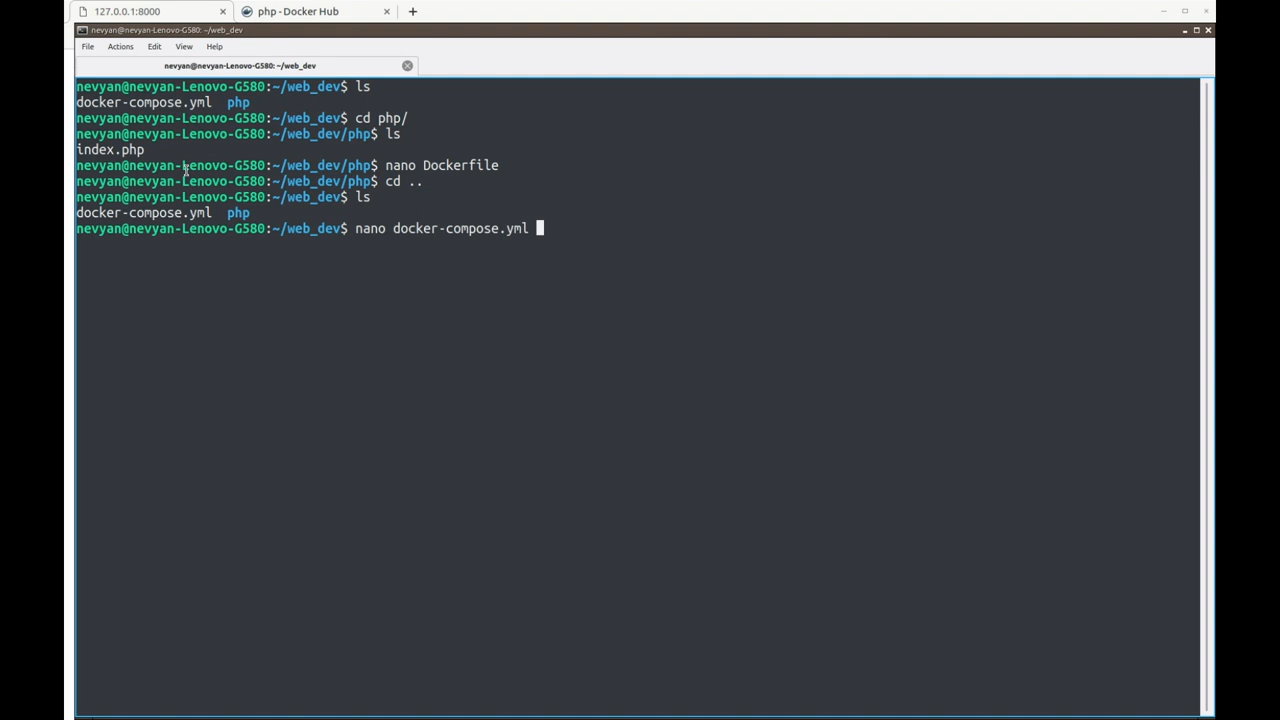 127.0.0.1:8000
php - Docker Hub
nevyan@nevyan-Lenovo-G580: ~/web_dev
File Actions Edit View Help
nevyan@nevyan-Lenovo-G580: ~/web_dev
nevyan@nevyan-Lenovo-G580:~/web_dev$ ls
docker-compose.yml php
nevyan@nevyan-Lenovo-G580:~/web_dev$ cd php/
nevyan@nevyan-Lenovo-G580:~/web_dev/php$ ls
index.php
nevyan@nevyan-Lenovo-G580:~/web_dev/php$ nano Dockerfile
nevyan@nevyan-Lenovo-G580:~/web_dev/php$ cd ..
nevyan@nevyan-Lenovo-G580:~/web_dev$ ls
docker-compose.yml php
nevyan@nevyan-Lenovo-G580:~/web_dev$ nano docker-compose.yml